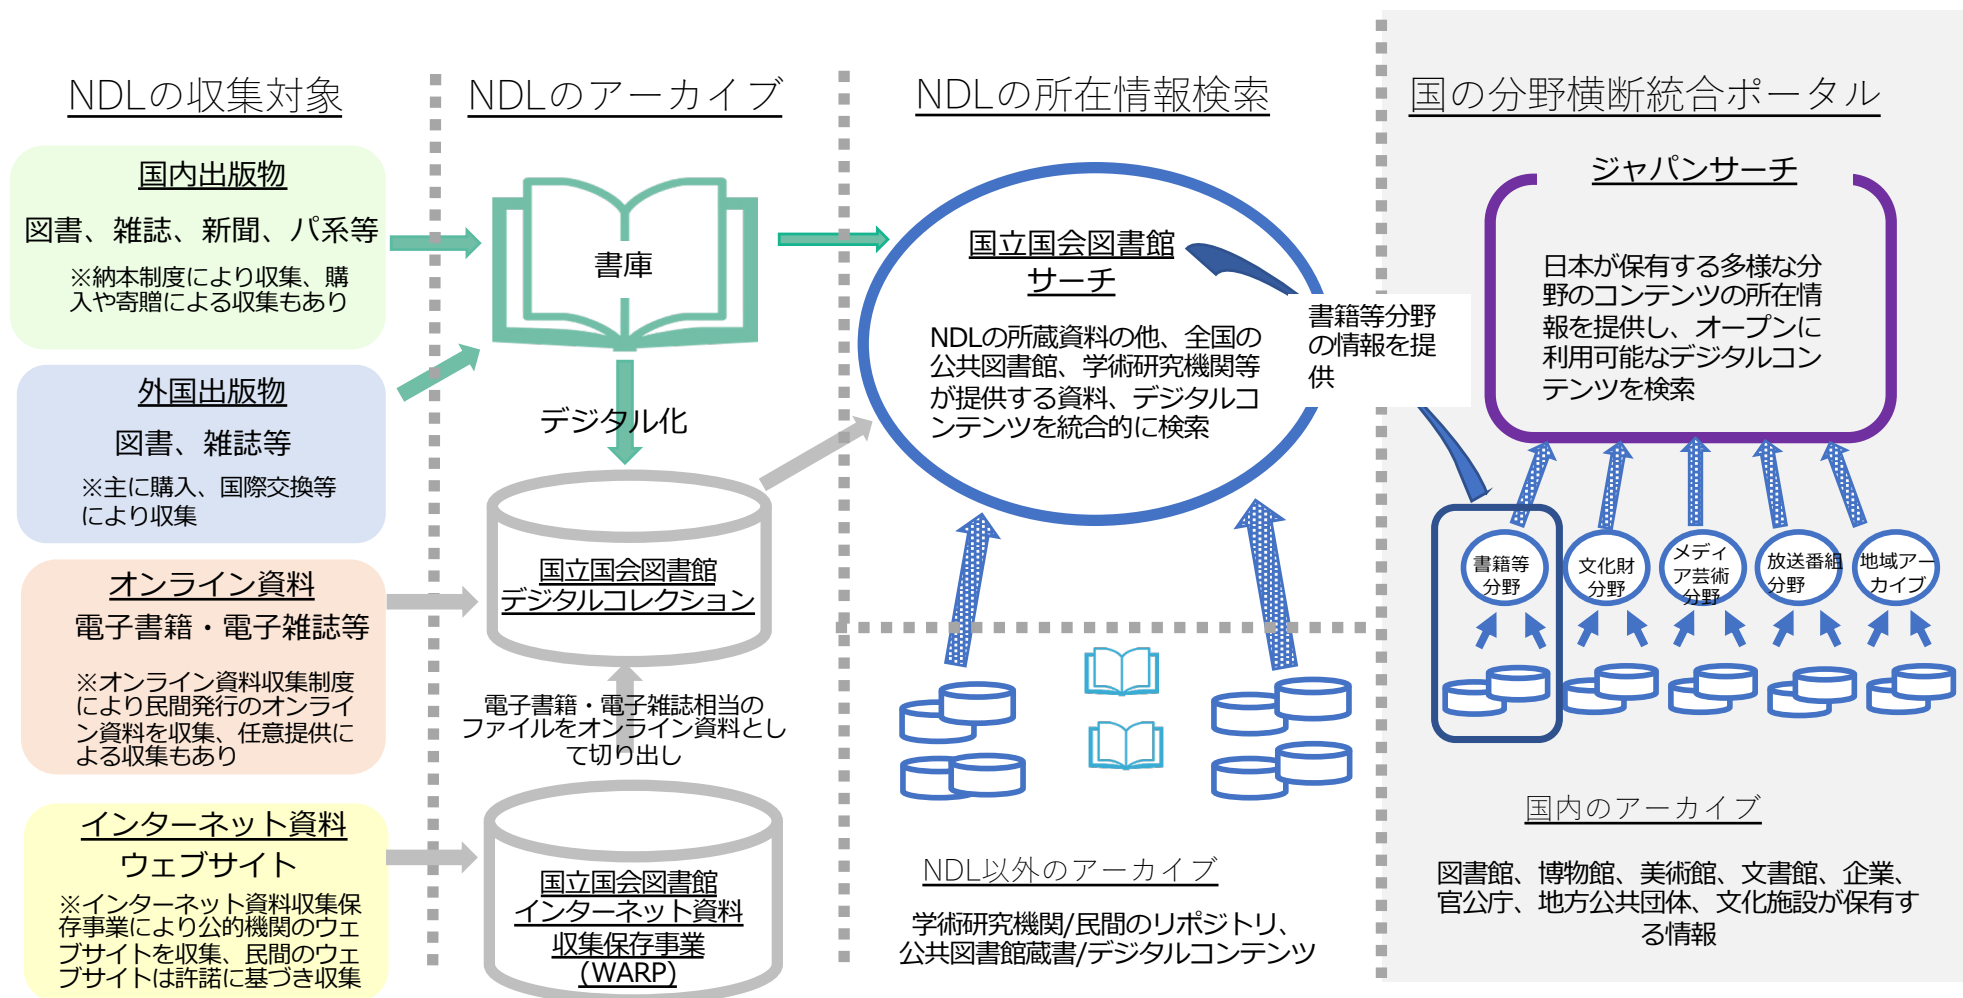 NDLの収集対象
国内出版物
図書、雑誌、新聞、パ系等
※納本制度により収集、購
入や寄贈による収集もあり
外国出版物
図書、雑誌等
※主に購入、国際交換等
により収集
オンライン資料
電子書籍・電子雑誌等
※オンライン資料収集制度
により民間発行のオンライ
ン資料を収集、任意提供に
よる収集もあり
インターネット資料
ウェブサイト
※インターネット資料収集保
存事業により公的機関のウェ
ブサイトを収集、民間のウェ
ブサイトは許諾に基づき収集
NDLのアーカイブ
書庫
デジタル化
国立国会図書館
デジタルコレクション
電子書籍・電子雑誌相当の
ファイルをオンライン資料とし
て切り出し
国立国会図書館
インターネット資料
収集保存事業
(WARP)
NDLの所在情報検索
国立国会図書館
サーチ
NDLの所蔵資料の他、全国の
公共図書館、学術研究機関等
が提供する資料、デジタルコ
ンテンツを統合的に検索
書籍等分野
の情報を提
供
NDL以外のアーカイブ
学術研究機関/民間のリポジトリ、
公共図書館蔵書/デジタルコンテンツ
国の分野横断統合ポータル
ジャパンサーチ
日本が保有する多様な分
野のコンテンツの所在情
報を提供し、オープンに
利用可能なデジタルコン
テンツを検索
書籍等
分野
文化財
分野
メディ
ア芸術
分野
放送番組
分野
地域アー
カイブ
国内のアーカイブ
図書館、博物館、美術館、文書館、企業、
官公庁、地方公共団体、文化施設が保有す
る情報